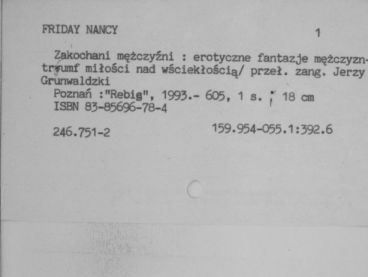 FRIDAY NANCY 1
Zakochani mężczyźni : erotyczne fantazje mężczyzn-
tryumf miłości nad wściekłością/ przeł. zang. Jerzy
Grunwaldzki
Poznań :"Rebis", 1993.- 605, 1 s. ; 18 cm
ISBN 83-85696-78-4
246.751-2 159.954-055.1:392.6